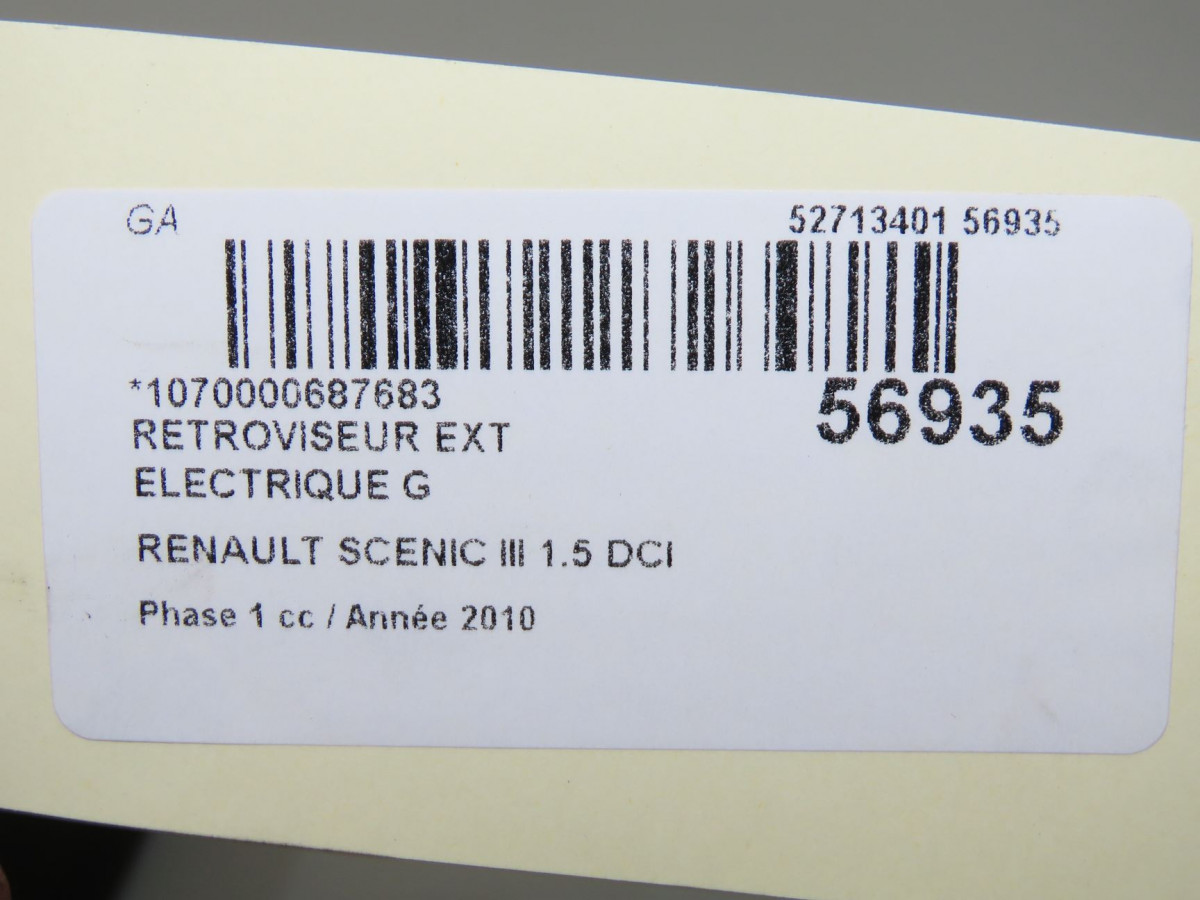 GA
52713401 56935
*1070000687683
56935
RETROVISEUR EXT
ELECTRIQUE G
RENAULT SCENIC III 1.5 DCI
Phase 1 cc / Année 2010